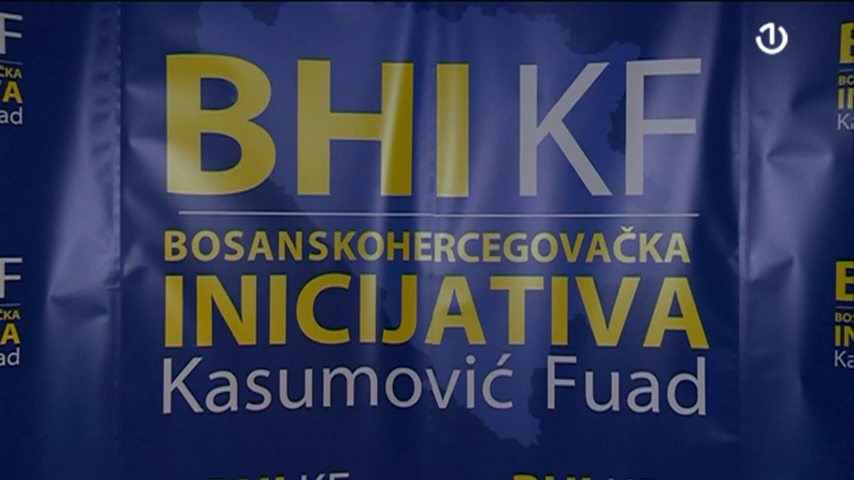 BHI KF
BOSANSKOHERCEGOVAČKA
INICIJATIVA
Kasumović Fuad